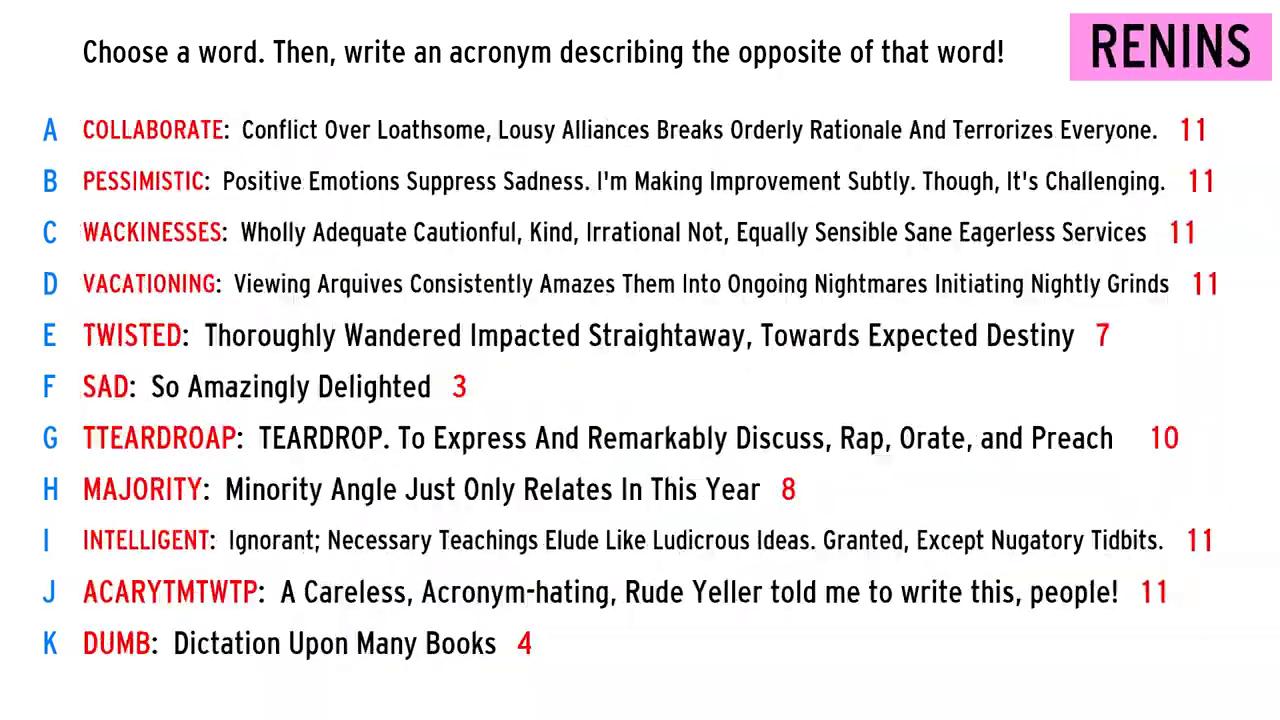 Choose a word. Then, write an acronym describing the opposite of that word!
RENINS
A COLLABORATE: Conflict Over Loathsome, Lousy Alliances Breaks Orderly Rationale And Terrorizes Everyone. 11
B PESSIMISTIC: Positive Emotions Suppress Sadness. I'm Making Improvement Subtly. Though, It's Challenging. 11
C WACKINESSES: Wholly Adequate Cautionful, Kind, Irrational Not, Equally Sensible Sane Eagerless Services 11
D VACATIONING: Viewing Arquives Consistently Amazes Them Into Ongoing Nightmares Initiating Nightly Grinds 11
E TWISTED: Thoroughly Wandered Impacted Straightaway, Towards Expected Destiny 7
F SAD: So Amazingly Delighted 3
G TTEARDROAP: TEARDROP. To Express And Remarkably Discuss, Rap, Orate, and Preach 10
H MAJORITY: Minority Angle Just Only Relates In This Year 8
I INTELLIGENT: Ignorant; Necessary Teachings Elude Like Ludicrous Ideas. Granted, Except Nugatory Tidbits. 11
J ACARYTMTWTP: A Careless, Acronym-hating, Rude Yeller told me to write this, people! 11
K DUMB: Dictation Upon Many Books 4